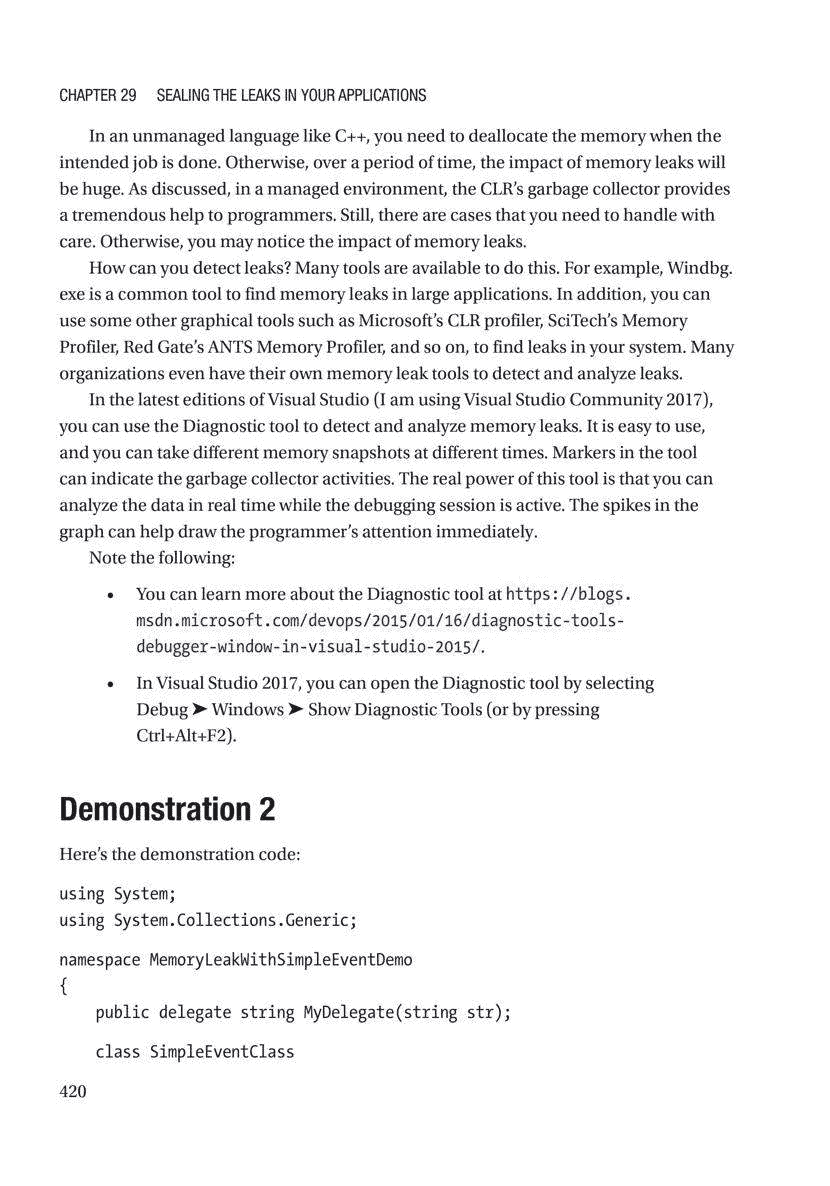 CHAPTER 29 SEALING THE LEAKS IN YOUR APPLICATIONS
In an unmanaged language like C++, you need to deallocate the memory when the
intended job is done. Otherwise, over a period of time, the impact of memory leaks will
be huge. As discussed, in a managed environment, the CLR’s garbage collector provides
a tremendous help to programmers. Still, there are cases that you need to handle with
care. Otherwise, you may notice the impact of memory leaks.
How can you detect leaks? Many tools are available to do this. For example, Windbg.
exe is a common tool to find memory leaks in large applications. In addition, you can
use some other graphical tools such as Microsoft’s CLR profiler, SciTech’s Memory
Profiler, Red Gate’s ANTS Memory Profiler, and so on, to find leaks in your system. Many
organizations even have their own memory leak tools to detect and analyze leaks.
In the latest editions of Visual Studio (I am using Visual Studio Community 2017),
you can use the Diagnostic tool to detect and analyze memory leaks. It is easy to use,
and you can take different memory snapshots at different times. Markers in the tool
can indicate the garbage collector activities. The real power of this tool is that you can
analyze the data in real time while the debugging session is active. The spikes in the
graph can help draw the programmer’s attention immediately.
Note the following:
• You can learn more about the Diagnostic tool at https://blogs.
msdn.microsoft.com/devops/2015/01/16/diagnostic-tools-
debugger-window-in-visual-studio-2015/.
• In Visual Studio 2017, you can open the Diagnostic tool by selecting
Debug ➤ Windows ➤ Show Diagnostic Tools (or by pressing
Ctrl+Alt+F2).
Demonstration 2
Here’s the demonstration code:
using System;
using System.Collections.Generic;
namespace MemoryLeakWithSimpleEventDemo
{
public delegate string MyDelegate(string str);
class SimpleEventClass
420